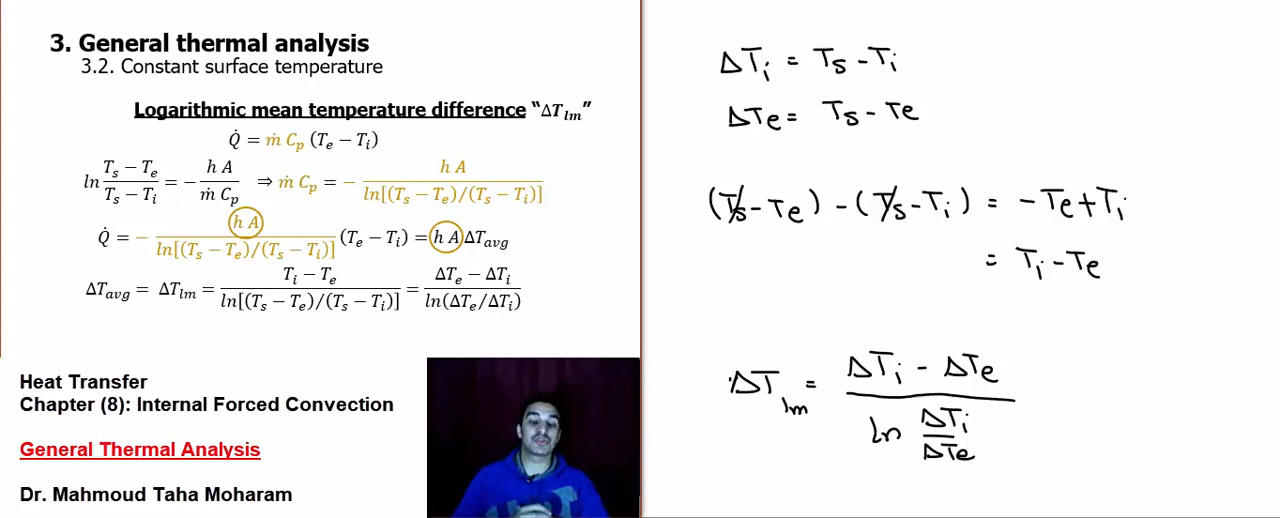 3. General thermal analysis
3.2. Constant surface temperature
Logarithmic mean temperature difference "ΔT_lm"
Q̇ = ṁ C_p (T_e − T_i)
ln (T_s − T_e)/(T_s − T_i) = − (h A)/(ṁ C_p) ⇒ ṁ C_p = − (h A)/(ln[(T_s − T_e)/(T_s − T_i)])
Q̇ = − (h A)/(ln[(T_s − T_e)/(T_s − T_i)]) (T_e − T_i) = h A ΔT_avg
ΔT_avg = ΔT_lm = (T_i − T_e)/(ln[(T_s − T_e)/(T_s − T_i)]) = (ΔT_e − ΔT_i)/(ln(ΔT_e/ΔT_i))
Heat Transfer
Chapter (8): Internal Forced Convection
General Thermal Analysis
Dr. Mahmoud Taha Moharam
ΔT_i = T_s − T_i
ΔT_e = T_s − T_e
(T_s − T_e) − (T_s − T_i) = − T_e + T_i
= T_i − T_e
ΔT_lm = (ΔT_i − ΔT_e)/(ln (ΔT_i/ΔT_e))